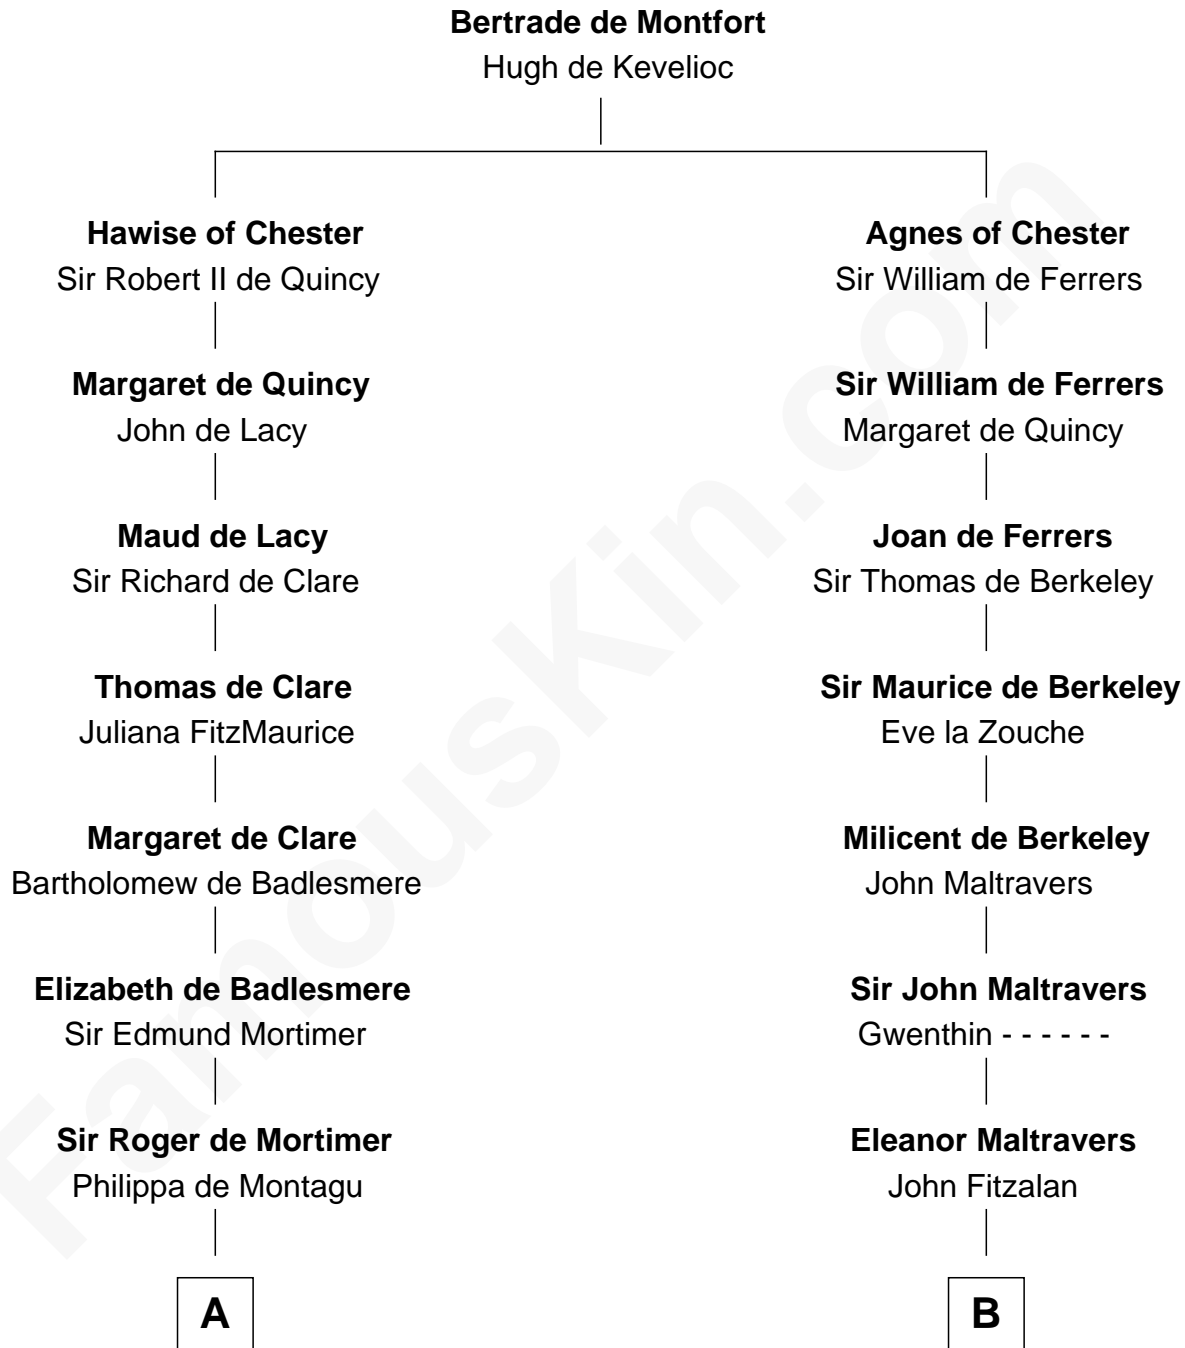 Bertrade de Montfort
Hugh de Kevelioc
Hawise of Chester
Sir Robert II de Quincy
Margaret de Quincy
John de Lacy
Maud de Lacy
Sir Richard de Clare
Thomas de Clare
Juliana FitzMaurice
Margaret de Clare
Bartholomew de Badlesmere
Elizabeth de Badlesmere
Sir Edmund Mortimer
Sir Roger de Mortimer
Philippa de Montagu
A
Agnes of Chester
Sir William de Ferrers
Sir William de Ferrers
Margaret de Quincy
Joan de Ferrers
Sir Thomas de Berkeley
Sir Maurice de Berkeley
Eve la Zouche
Milicent de Berkeley
John Maltravers
Sir John Maltravers
Gwenthin - - - - - -
Eleanor Maltravers
John Fitzalan
B
FamousKin.com